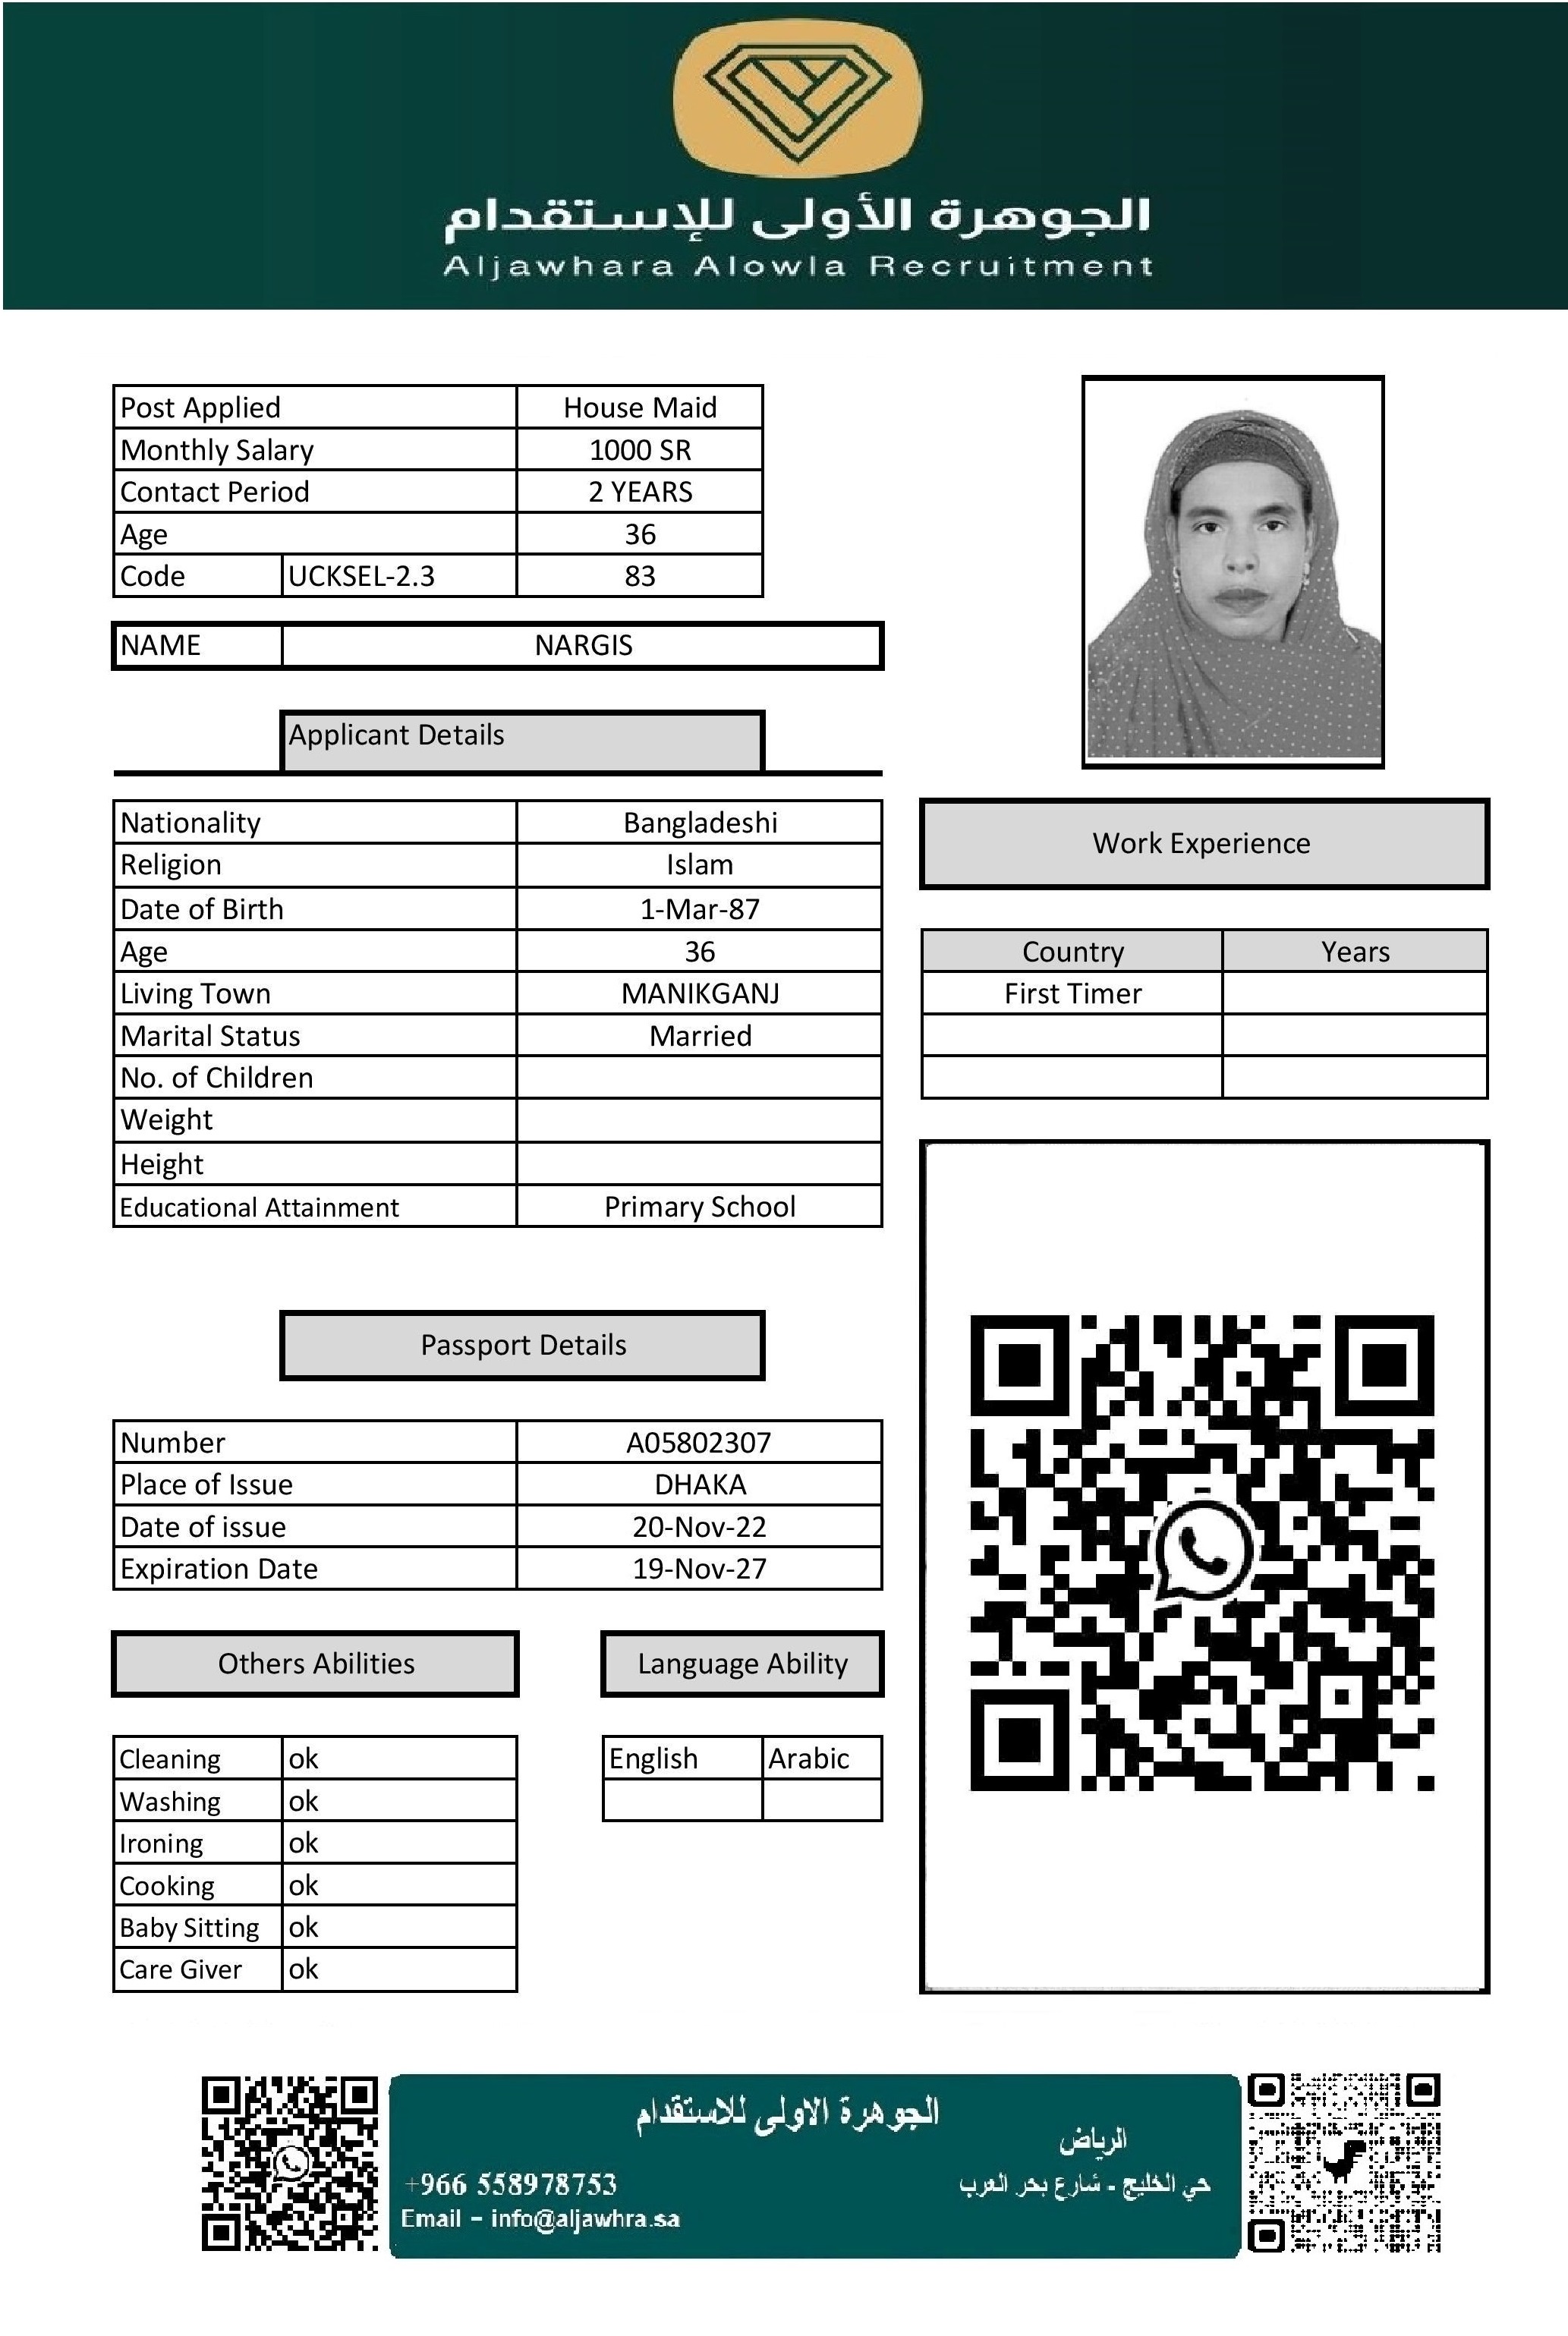 الجوهرة الأولى للإستقدام
Aljawhara Alowla Recruitment
Post Applied House Maid
Monthly Salary 1000 SR
Contact Period 2 YEARS
Age 36
Code UCKSEL-2.3 83
NAME NARGIS
Applicant Details
Nationality Bangladeshi
Religion Islam
Date of Birth 1-Mar-87
Age 36
Living Town MANIKGANJ
Marital Status Married
No. of Children
Weight
Height
Educational Attainment Primary School
Work Experience
Country Years
First Timer
Passport Details
Number A05802307
Place of Issue DHAKA
Date of issue 20-Nov-22
Expiration Date 19-Nov-27
Others Abilities
Cleaning ok
Washing ok
Ironing ok
Cooking ok
Baby Sitting ok
Care Giver ok
Language Ability
English Arabic
الجوهرة الاولى للاستقدام
الرياض
حي الخليج - شارع بحر العرب
+966 558978753
Email - info@aljawhra.sa